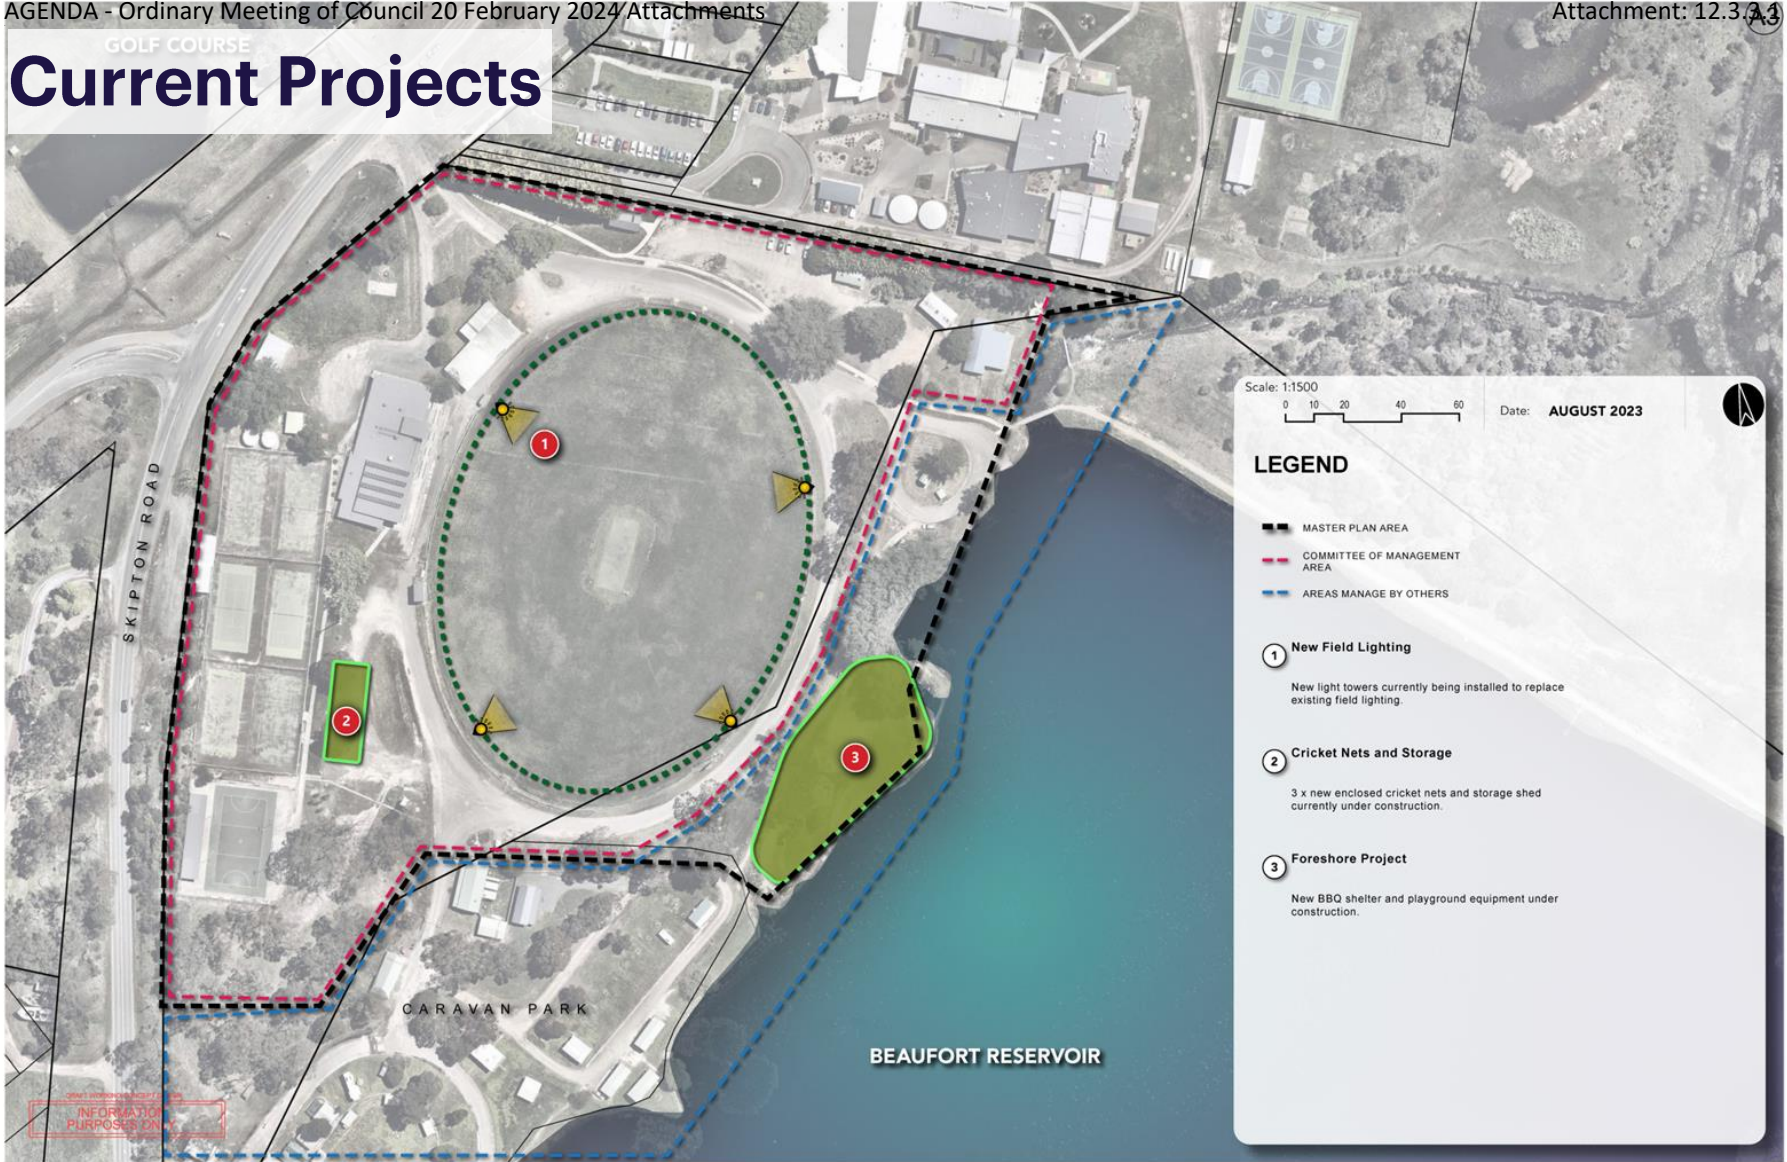 AGENDA - Ordinary Meeting of Council 20 February 2024 Attachments
Attachment: 12.3.3.1
A3
GOLF COURSE
Current Projects
Scale: 1:1500
0 10 20 40 60
Date: AUGUST 2023
LEGEND
MASTER PLAN AREA
COMMITTEE OF MANAGEMENT
AREA
AREAS MANAGE BY OTHERS
1 New Field Lighting
New light towers currently being installed to replace
existing field lighting.
2 Cricket Nets and Storage
3 x new enclosed cricket nets and storage shed
currently under construction.
3 Foreshore Project
New BBQ shelter and playground equipment under
construction.
1
2
3
SKIPTON ROAD
CARAVAN PARK
BEAUFORT RESERVOIR
INFORMATION
PURPOSES ONLY